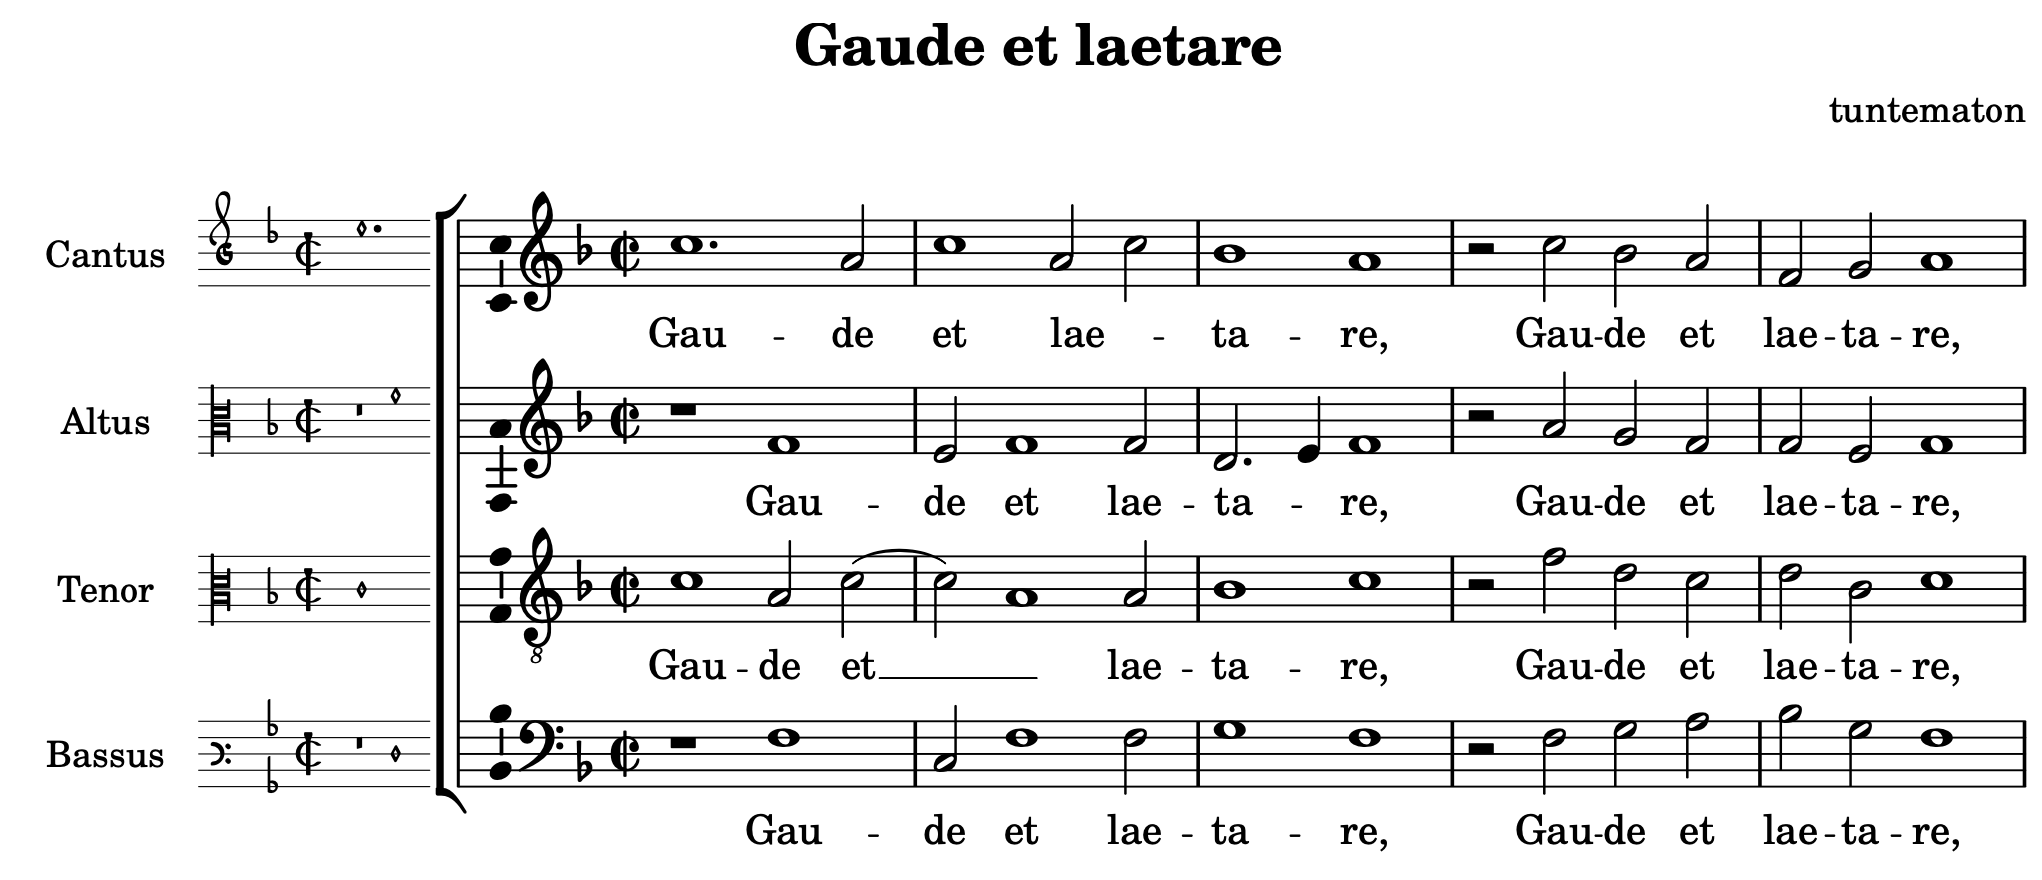 Gaude et laetare
tuntematon
Cantus
Gau - de et lae - ta - re, Gau-de et lae-ta-re,
Altus
Gau - de et lae - ta - re, Gau-de et lae-ta-re,
Tenor
8
Gau - de et lae - ta - re, Gau-de et lae-ta-re,
Bassus
Gau - de et lae - ta - re, Gau-de et lae-ta-re,